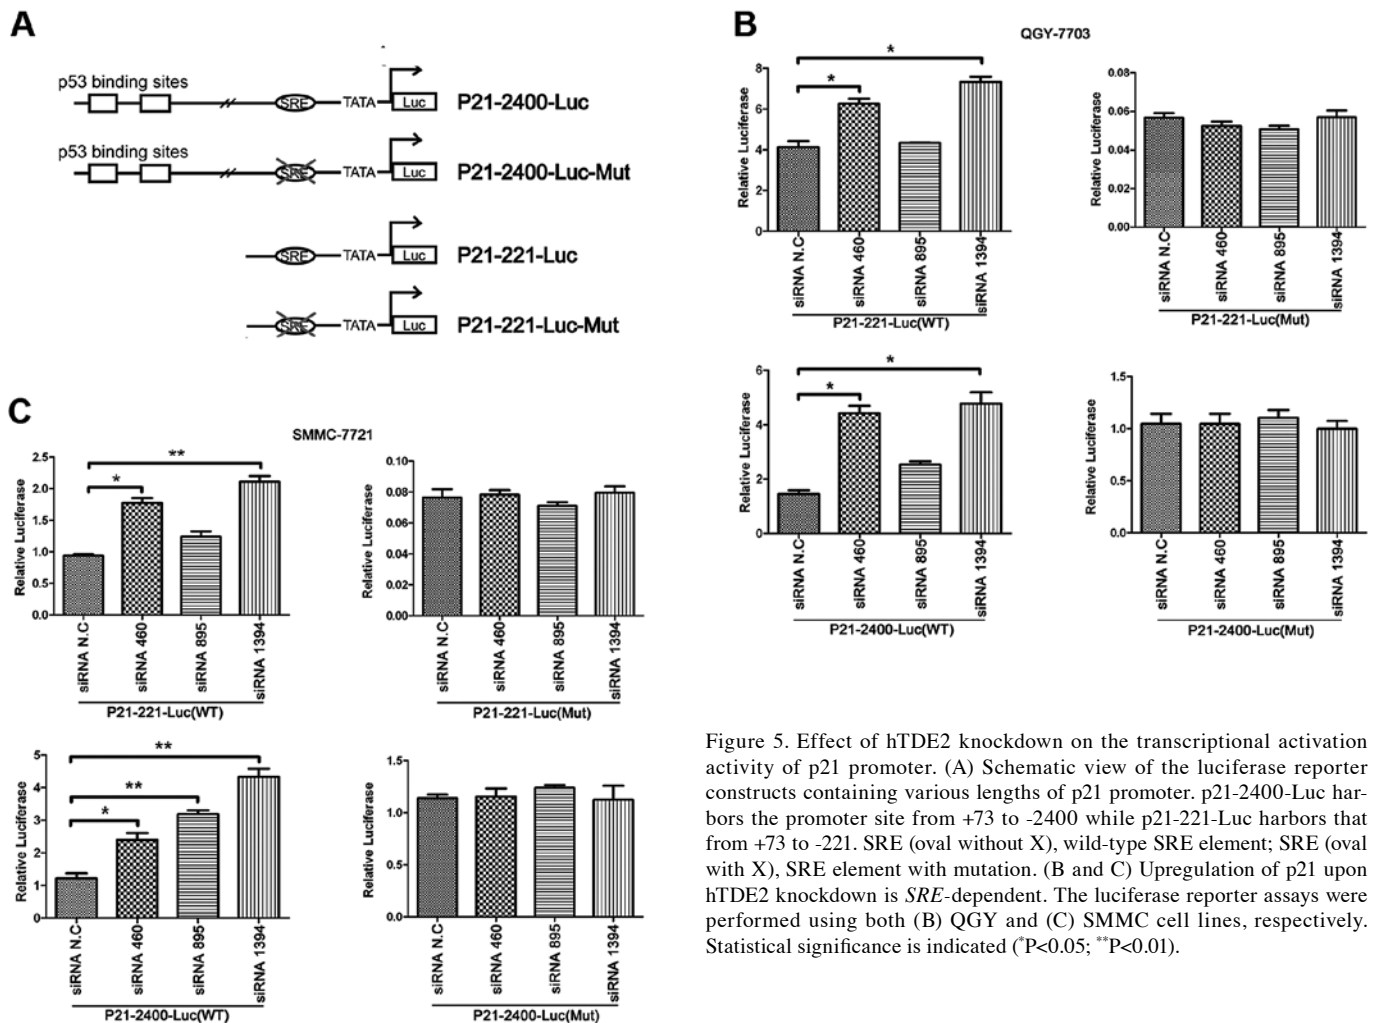 A
p53 binding sites
SRE
TATA
Luc
P21-2400-Luc
p53 binding sites
SRE
TATA
Luc
P21-2400-Luc-Mut
SRE
TATA
Luc
P21-221-Luc
SRE
TATA
Luc
P21-221-Luc-Mut
B
QGY-7703
Relative Luciferase
8
6
4
2
0
*
*
siRNA N.C
siRNA 460
siRNA 895
siRNA 1394
P21-221-Luc(WT)
Relative Luciferase
0.08
0.06
0.04
0.02
0.00
siRNA N.C
siRNA 460
siRNA 895
siRNA 1394
P21-221-Luc(Mut)
Relative Luciferase
6
4
2
0
*
*
siRNA N.C
siRNA 460
siRNA 895
siRNA 1394
P21-2400-Luc(WT)
Relative Luciferase
1.5
1.0
0.5
0.0
siRNA N.C
siRNA 460
siRNA 895
siRNA 1394
P21-2400-Luc(Mut)
C
SMMC-7721
Relative Luciferase
2.5
2.0
1.5
1.0
0.5
0.0
**
*
siRNA N.C
siRNA 460
siRNA 895
siRNA 1394
P21-221-Luc(WT)
Relative Luciferase
0.10
0.08
0.06
0.04
0.02
0.00
siRNA N.C
siRNA 460
siRNA 895
siRNA 1394
P21-221-Luc(Mut)
Relative Luciferase
5
4
3
2
1
0
**
**
*
siRNA N.C
siRNA 460
siRNA 895
siRNA 1394
P21-2400-Luc(WT)
Relative Luciferase
1.5
1.0
0.5
0.0
siRNA N.C
siRNA 460
siRNA 895
siRNA 1394
P21-2400-Luc(Mut)
Figure 5. Effect of hTDE2 knockdown on the transcriptional activation
activity of p21 promoter. (A) Schematic view of the luciferase reporter
constructs containing various lengths of p21 promoter. p21-2400-Luc har-
bors the promoter site from +73 to -2400 while p21-221-Luc harbors that
from +73 to -221. SRE (oval without X), wild-type SRE element; SRE (oval
with X), SRE element with mutation. (B and C) Upregulation of p21 upon
hTDE2 knockdown is SRE-dependent. The luciferase reporter assays were
performed using both (B) QGY and (C) SMMC cell lines, respectively.
Statistical significance is indicated (*P<0.05; **P<0.01).